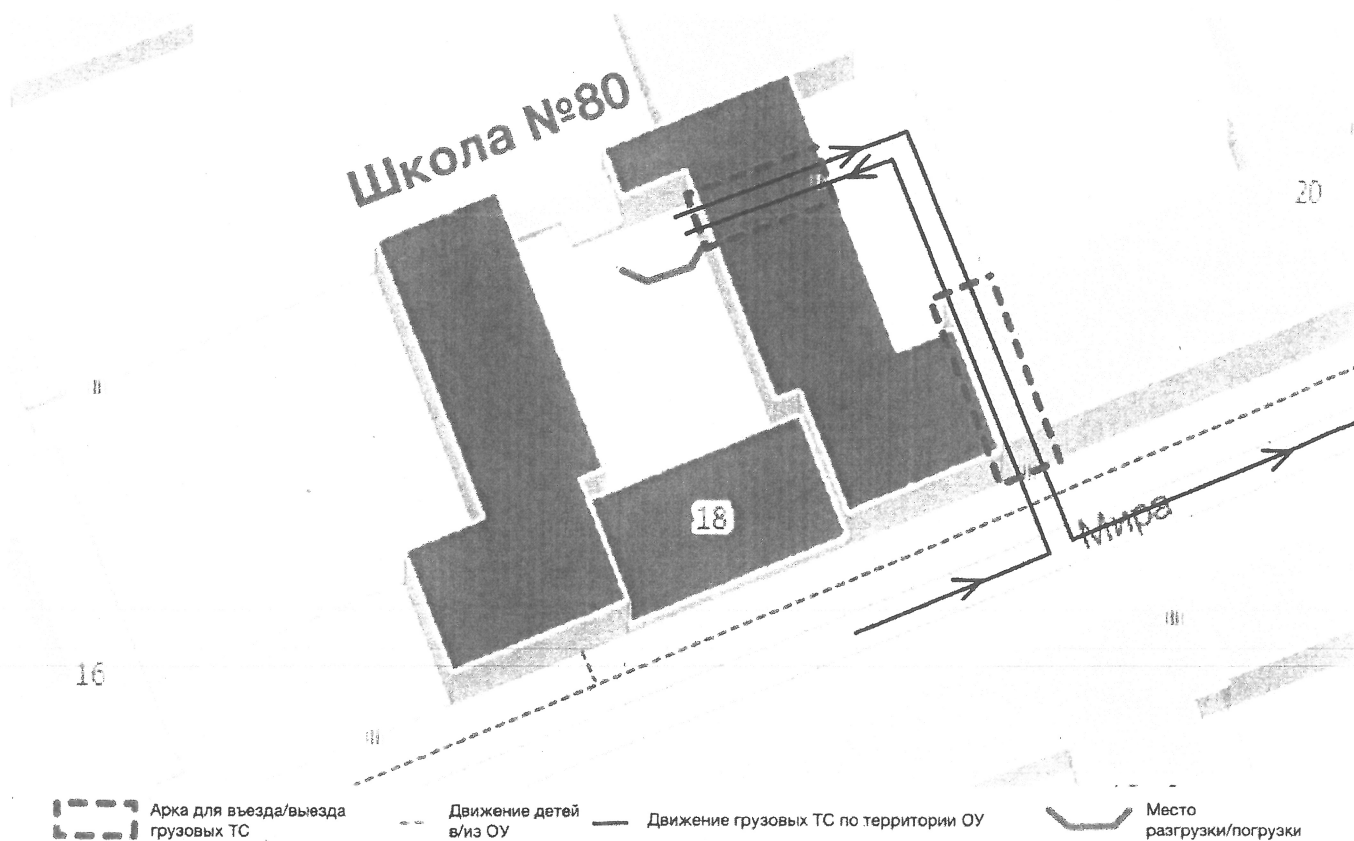 Школа №80
20
18
Мира
16
Арка для въезда/выезда
грузовых ТС
Движение детей
в/из ОУ
Движение грузовых ТС по территории ОУ
Место
разгрузки/погрузки